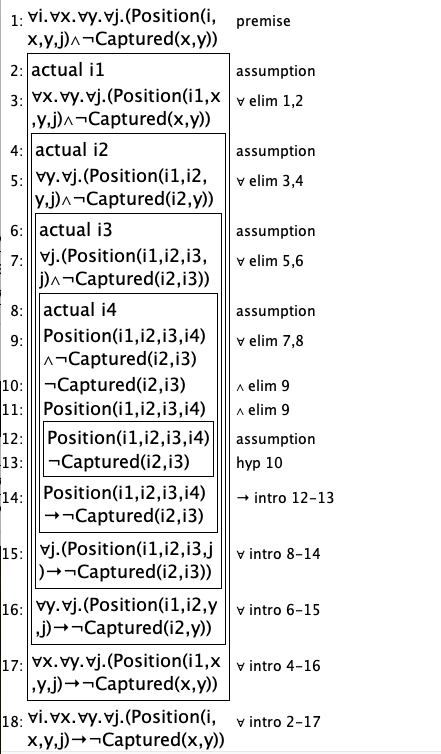 1: ∀i.∀x.∀y.∀j.(Position(i, premise
x,y,j)∧¬Captured(x,y))
2: actual i1 assumption
3: ∀x.∀y.∀j.(Position(i1,x ∀ elim 1,2
,y,j)∧¬Captured(x,y))
4: actual i2 assumption
5: ∀y.∀j.(Position(i1,i2, ∀ elim 3,4
y,j)∧¬Captured(i2,y))
6: actual i3 assumption
7: ∀j.(Position(i1,i2,i3, ∀ elim 5,6
j)∧¬Captured(i2,i3))
8: actual i4 assumption
9: Position(i1,i2,i3,i4) ∀ elim 7,8
∧¬Captured(i2,i3)
10: ¬Captured(i2,i3) ∧ elim 9
11: Position(i1,i2,i3,i4) ∧ elim 9
12: Position(i1,i2,i3,i4) assumption
13: ¬Captured(i2,i3) hyp 10
14: Position(i1,i2,i3,i4) → intro 12-13
→¬Captured(i2,i3)
15: ∀j.(Position(i1,i2,i3,j ∀ intro 8-14
)→¬Captured(i2,i3))
16: ∀y.∀j.(Position(i1,i2,y ∀ intro 6-15
,j)→¬Captured(i2,y))
17: ∀x.∀y.∀j.(Position(i1,x ∀ intro 4-16
,y,j)→¬Captured(x,y))
18: ∀i.∀x.∀y.∀j.(Position(i, ∀ intro 2-17
x,y,j)→¬Captured(x,y))